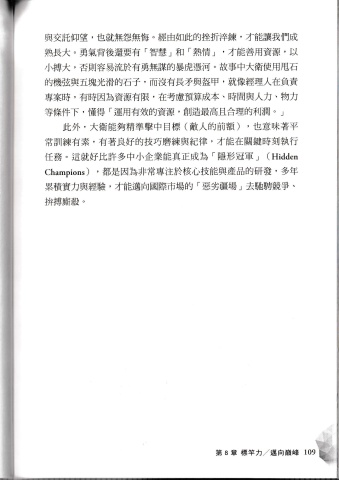 與交託仰望，也就無怨無悔。經由如此的挫折淬鍊，才能讓我們成
熟長大。勇氣背後還要有「智慧」和「熱情」，才能善用資源，以
小搏大，否則容易流於有勇無謀的暴虎憑河。故事中大衛使用甩石
的機弦與五塊光滑的石子，而沒有長矛與盔甲，就像經理人在負責
專案時，有時因為資源有限，在考慮預算成本、時間與人力、物力
等條件下，懂得「運用有效的資源，創造最高且合理的利潤。」
此外，大衛能夠精準擊中目標（敵人的前額），也意味著平
常訓練有素，有著良好的技巧磨練與紀律，才能在關鍵時刻執行
任務。這就好比許多中小企業能真正成為「隱形冠軍」（Hidden
Champions），都是因為非常專注於核心技能與產品的研發，多年
累積實力與經驗，才能邁向國際市場的「惡劣疆場」去馳騁競爭、
拚搏廝殺。
第 8 章 標竿力／邁向巔峰 109